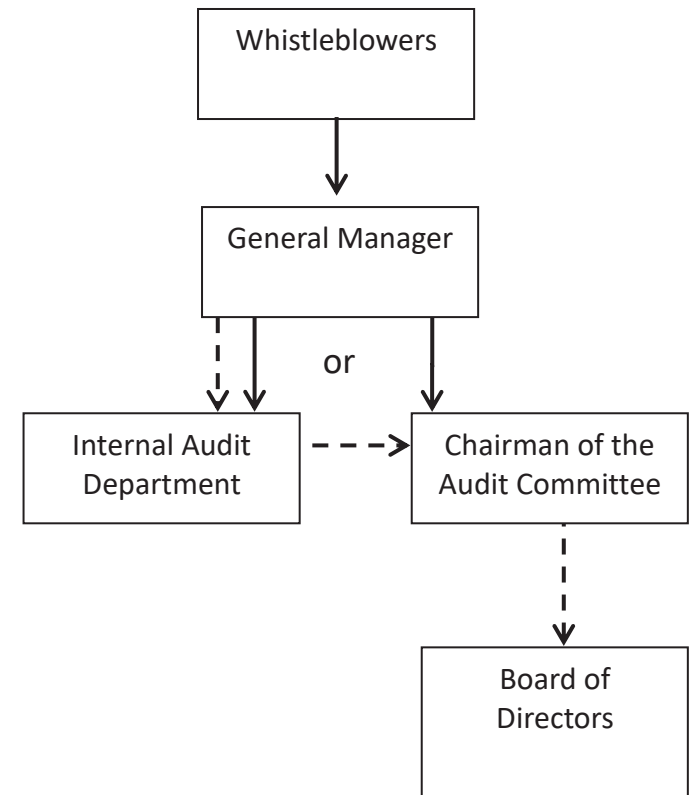 Whistleblowers
General Manager
or
Internal Audit
Department
Chairman of the
Audit Committee
Board of
Directors